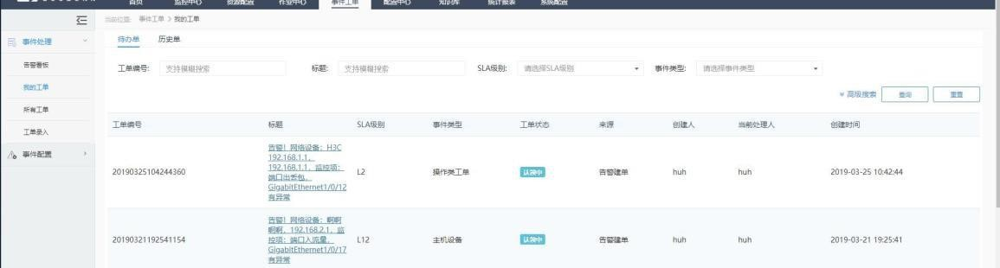 首页 监控中心 资源配置 作业中心 事件工单 配置中心 知识库 统计报表 系统配置
当前位置: 事件工单 > 我的工单
事件处理
待办单 历史单
告警看板
工单编号: 支持模糊搜索 标题: 支持模糊搜索 SLA级别: 请选择SLA级别 事件类型: 请选择事件类型
我的工单
高级搜索 查询 重置
所有工单
工单录入
事件配置
工单编号 标题 SLA级别 事件类型 工单状态 来源 创建人 当前处理人 创建时间
告警！网络设备：H3C
192.168.1.1,
192.168.1.1，监控项：
端口出丢包,
GigabitEthernet1/0/12
有异常
20190325104244360 L2 操作类工单 认领中 告警建单 huh huh 2019-03-25 10:42:44
告警！网络设备：啊啊
啊啊，192.168.2.1，监
控项：端口入流量,
GigabitEthernet1/0/17
有异常
20190321192541154 L12 主机设备 认领中 告警建单 huh huh 2019-03-21 19:25:41